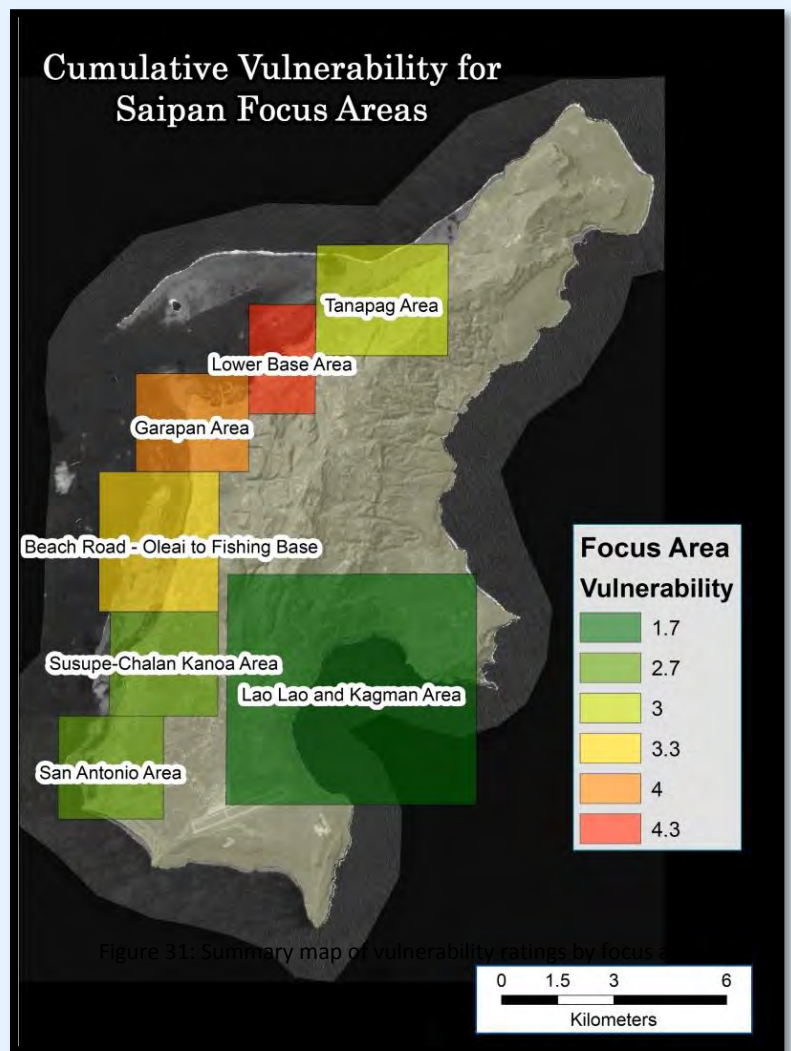 Cumulative Vulnerability for
Saipan Focus Areas
Tanapag Area
Lower Base Area
Garapan Area
Beach Road - Oleai to Fishing Base
Susupe-Chalan Kanoa Area
Lao Lao and Kagman Area
San Antonio Area
Focus Area
Vulnerability
1.7
2.7
3
3.3
4
4.3
Figure 31: Summary map of vulnerability ratings by focus
0 1.5 3 6
Kilometers